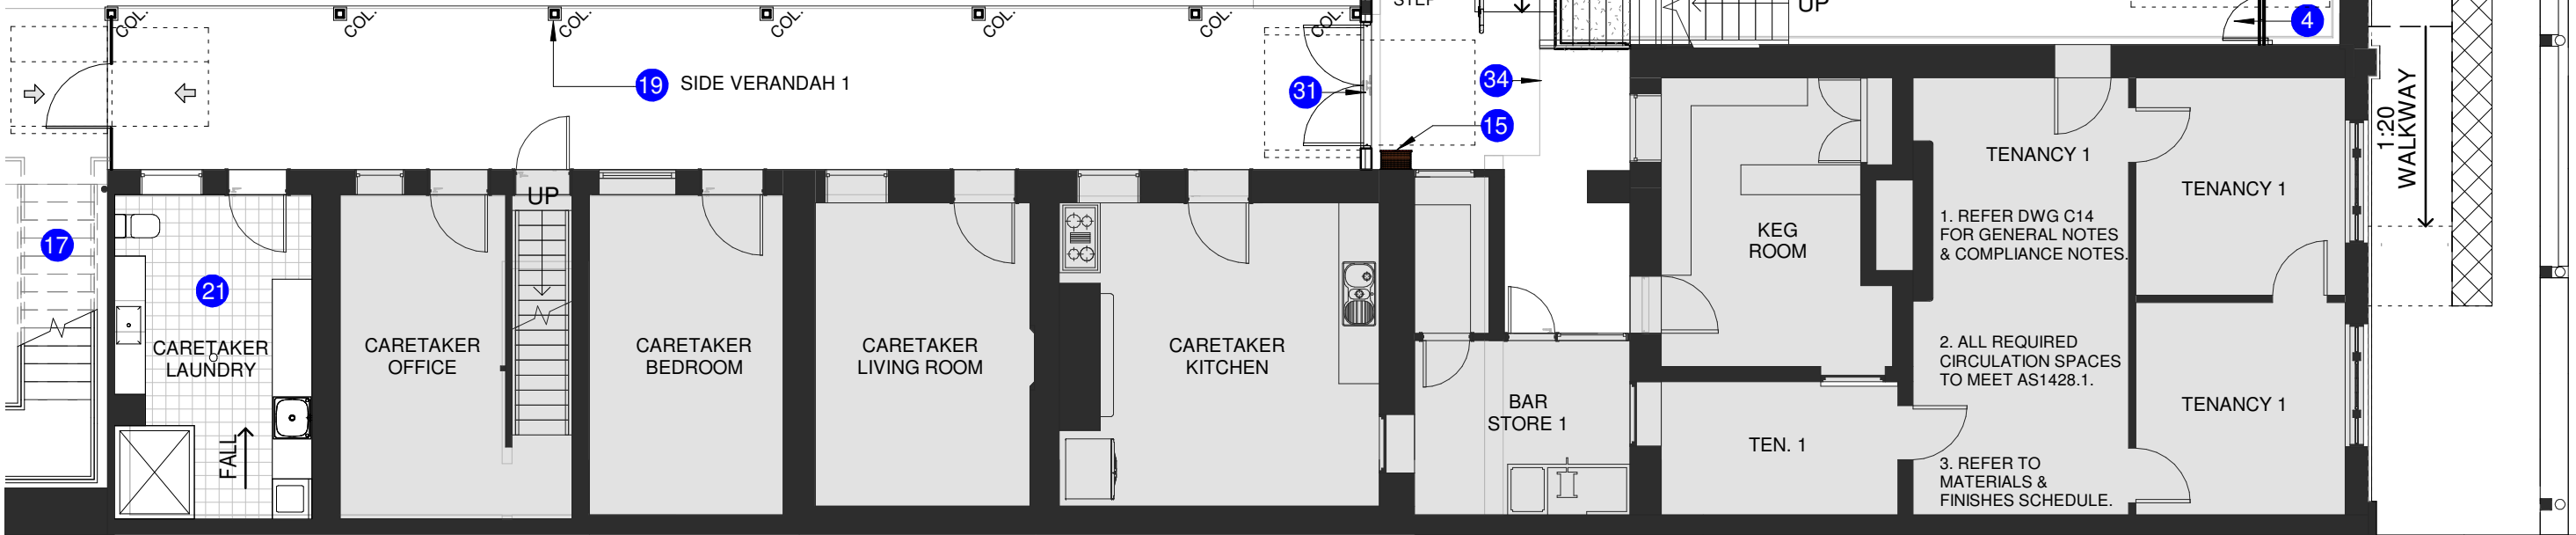 COL.
COL.
COL.
COL.
COL.
COL.
COL.
STEP
UP
4
19
SIDE VERANDAH 1
31
34
15
1:20
WALKWAY
17
21
CARETAKER
LAUNDRY
FALL
CARETAKER
OFFICE
UP
CARETAKER
BEDROOM
CARETAKER
LIVING ROOM
CARETAKER
KITCHEN
BAR
STORE 1
KEG
ROOM
TEN. 1
TENANCY 1
1. REFER DWG C14
FOR GENERAL NOTES
& COMPLIANCE NOTES.
2. ALL REQUIRED
CIRCULATION SPACES
TO MEET AS1428.1.
3. REFER TO
MATERIALS &
FINISHES SCHEDULE.
TENANCY 1
TENANCY 1